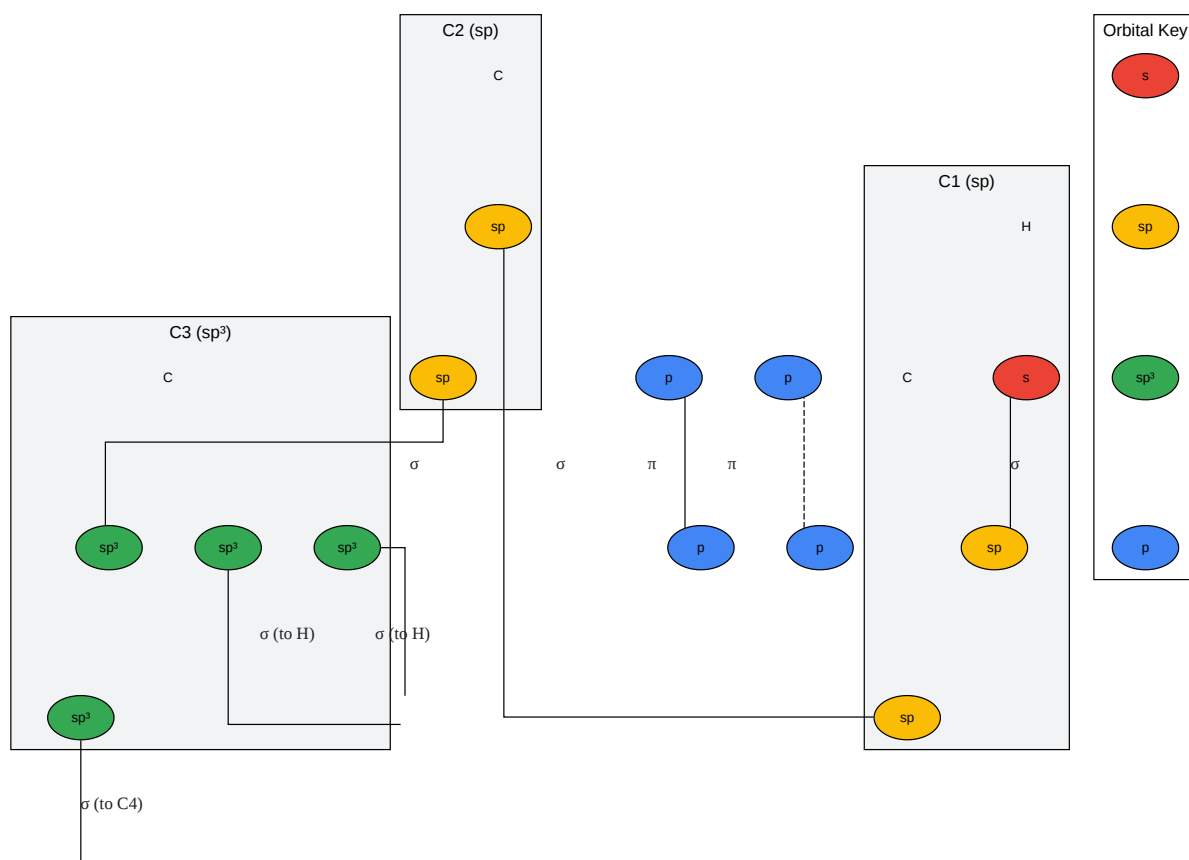 C2 (sp)
Orbital Key
C
s
C1 (sp)
sp
H
sp
C3 (sp³)
C
sp
p
p
C
s
sp³
σ
σ
π
π
σ
sp³
sp³
sp³
p
p
sp
p
σ (to H)
σ (to H)
sp³
sp
σ (to C4)